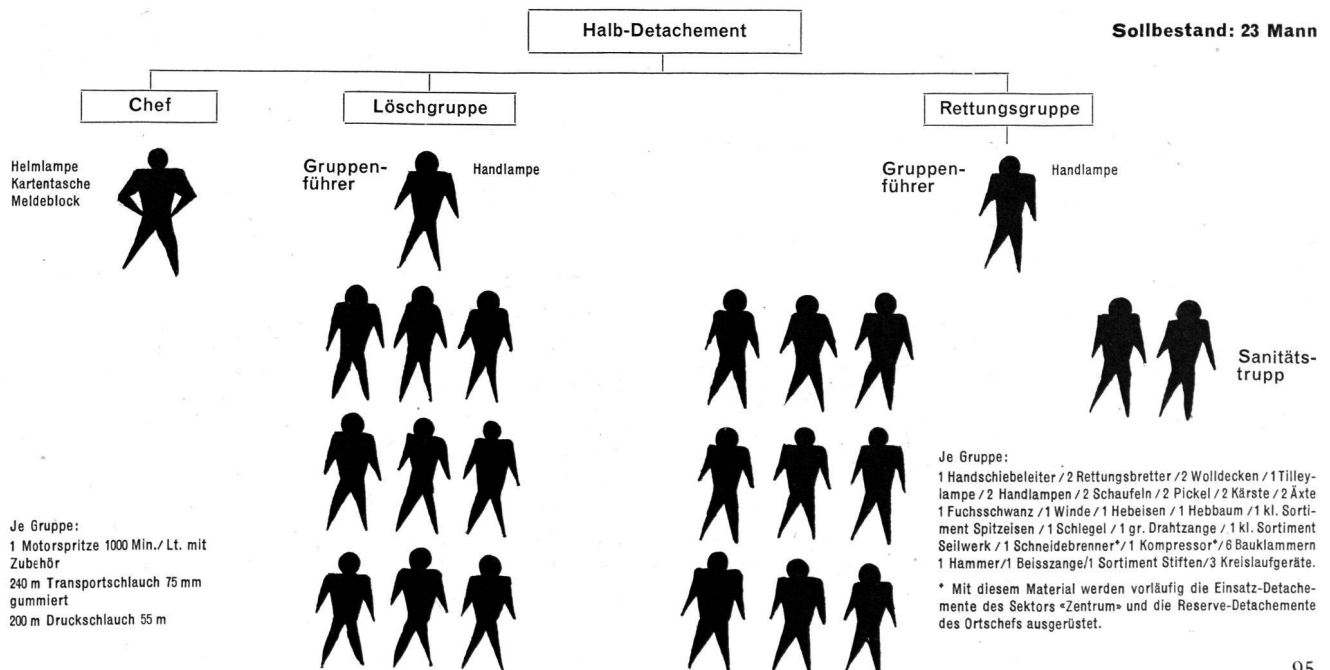 Halb-Detachement
Sollbestand: 23 Mann
Chef
Löschgruppe
Rettungsgruppe
Helmlampe
Kartentasche
Meldeblock
Gruppen-
führer
Handlampe
Gruppen-
führer
Handlampe
Sanitäts-
trupp
Je Gruppe:
1 Motorspritze 1000 Min./Lt. mit
Zubehör
240 m Transportschlauch 75 mm
gummiert
200 m Druckschlauch 55 m
Je Gruppe:
1 Handschiebeleiter / 2 Rettungsbretter / 2 Wolldecken / 1 Tilley-
lampe / 2 Handlampen / 2 Schaufeln / 2 Pickel / 2 Kärste / 2 Äxte
1 Fuchsschwanz / 1 Winde / 1 Hebeisen / 1 Hebbaum / 1 kl. Sorti-
ment Spitzeisen / 1 Schlegel / 1 gr. Drahtzange / 1 kl. Sortiment
Seilwerk / 1 Schneidebrenner* / 1 Kompressor* / 6 Bauklammern
1 Hammer / 1 Beisszange / 1 Sortiment Stiften / 3 Kreislaufgeräte.
* Mit diesem Material werden vorläufig die Einsatz-Detache-
mente des Sektors «Zentrum» und die Reserve-Detachemente
des Ortschefs ausgerüstet.
95